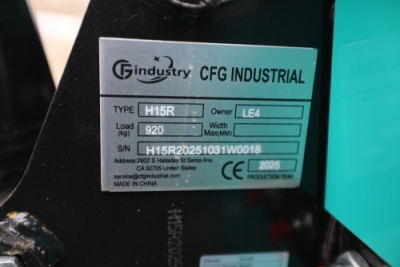 CFindustry CFG INDUSTRIAL
TYPE H15R Owner LE4
Load(kg) 920 Width Max(MM)
S/N H15R20251031W0018
Address:2602 S Halladay St Santa Ana,
CA 92705 United States
service@cfgindustrial.com
MADE IN CHINA
CE 2025
PRODUCTION YEAR